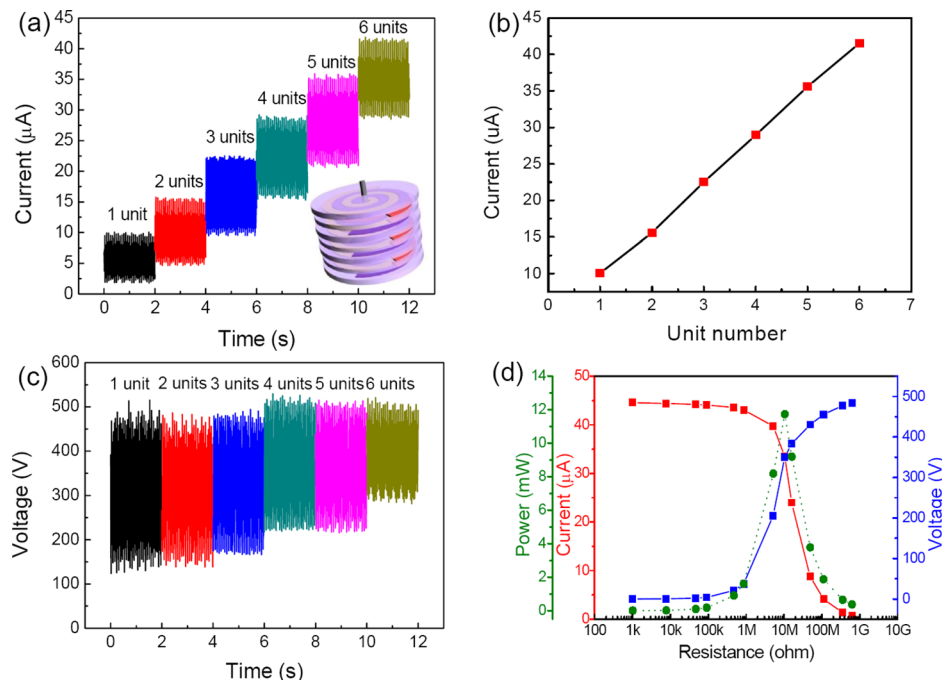 (a)
45
40
35
30
25
20
15
10
5
0
Current (μA)
1 unit
2 units
3 units
4 units
5 units
6 units
0 2 4 6 8 10 12
Time (s)
(b)
45
40
35
30
25
20
15
10
Current (uA)
0 1 2 3 4 5 6 7
Unit number
(c)
600
500
400
300
200
100
0
Voltage (V)
1 unit 2 units 3 units 4 units 5 units 6 units
0 2 4 6 8 10 12
Time (s)
(d)
14
12
10
8
6
4
2
0
Power (mW)
50
40
30
20
10
0
Current (μA)
500
400
300
200
100
0
Voltage (V)
100 1k 10k 100k 1M 10M 100M 1G 10G
Resistance (ohm)